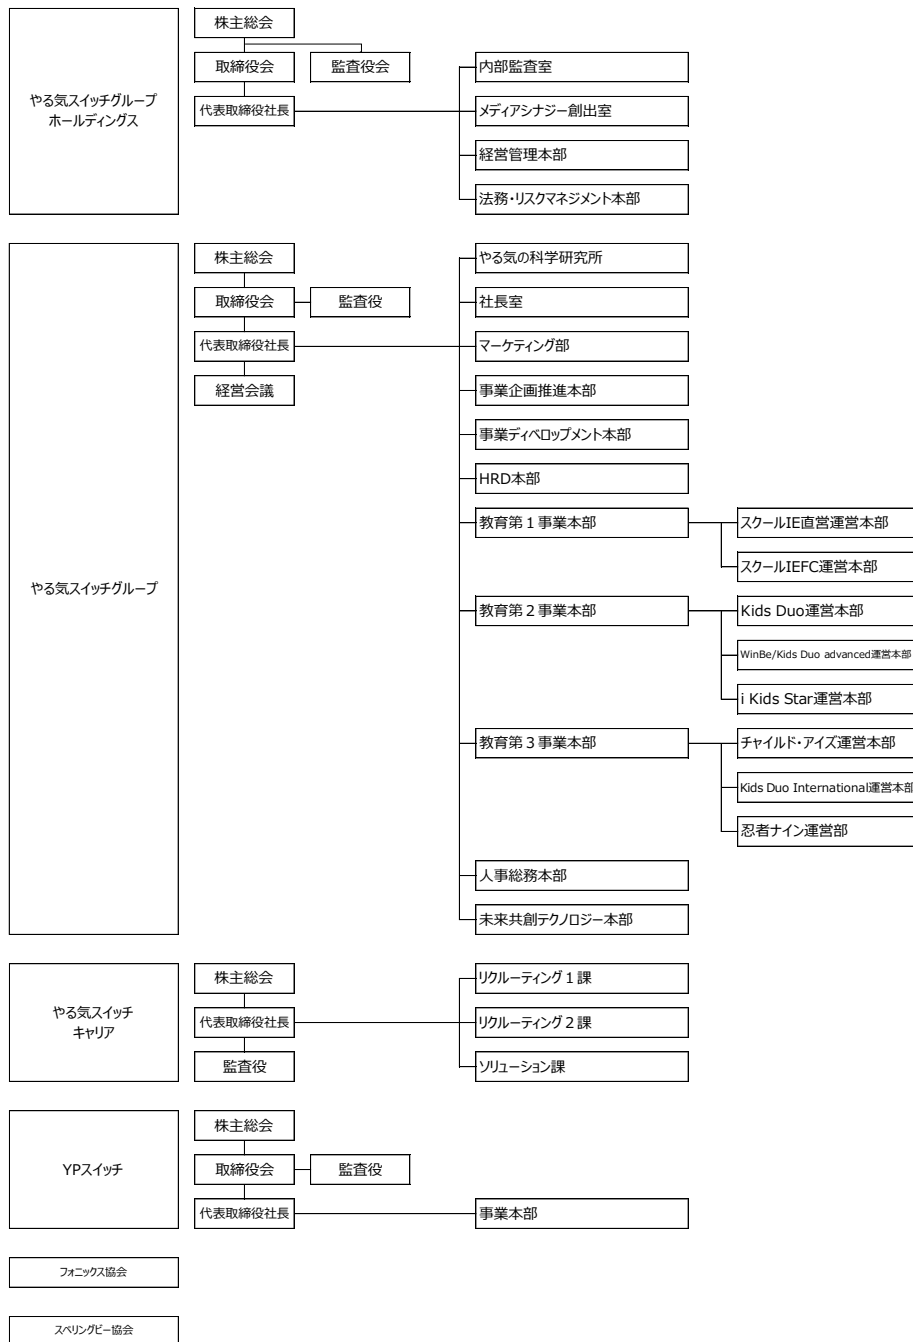 株主総会
取締役会
監査役会
内部監査室
やる気スイッチグループ
ホールディングス
代表取締役社長
メディアシナジー創出室
経営管理本部
法務・リスクマネジメント本部
株主総会
やる気の科学研究所
取締役会
監査役
社長室
代表取締役社長
マーケティング部
経営会議
事業企画推進本部
事業ディベロップメント本部
HRD本部
教育第1事業本部
スクールIE直営運営本部
スクールIEFC運営本部
やる気スイッチグループ
教育第2事業本部
Kids Duo運営本部
WinBe/Kids Duo advanced運営本部
i Kids Star運営本部
教育第3事業本部
チャイルド・アイズ運営本部
Kids Duo International運営本部
忍者ナイン運営部
人事総務本部
未来共創テクノロジー本部
株主総会
リクルーティング1課
やる気スイッチ
キャリア
代表取締役社長
リクルーティング2課
監査役
ソリューション課
株主総会
YPスイッチ
取締役会
監査役
代表取締役社長
事業本部
フォニックス協会
スペリングビー協会